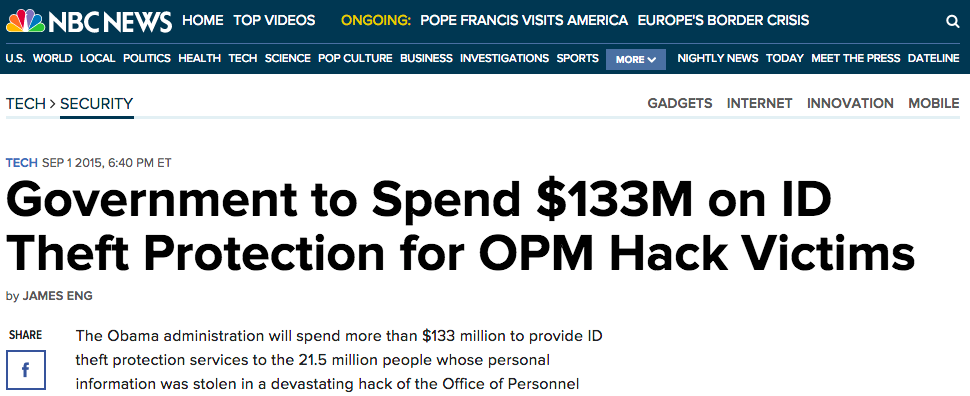 NBC NEWS HOME TOP VIDEOS ONGOING: POPE FRANCIS VISITS AMERICA EUROPE'S BORDER CRISIS
U.S. WORLD LOCAL POLITICS HEALTH TECH SCIENCE POP CULTURE BUSINESS INVESTIGATIONS SPORTS MORE NIGHTLY NEWS TODAY MEET THE PRESS DATELINE
TECH > SECURITY GADGETS INTERNET INNOVATION MOBILE
TECH SEP 1 2015, 6:40 PM ET
Government to Spend $133M on ID
Theft Protection for OPM Hack Victims
by JAMES ENG
SHARE
f
The Obama administration will spend more than $133 million to provide ID
theft protection services to the 21.5 million people whose personal
information was stolen in a devastating hack of the Office of Personnel